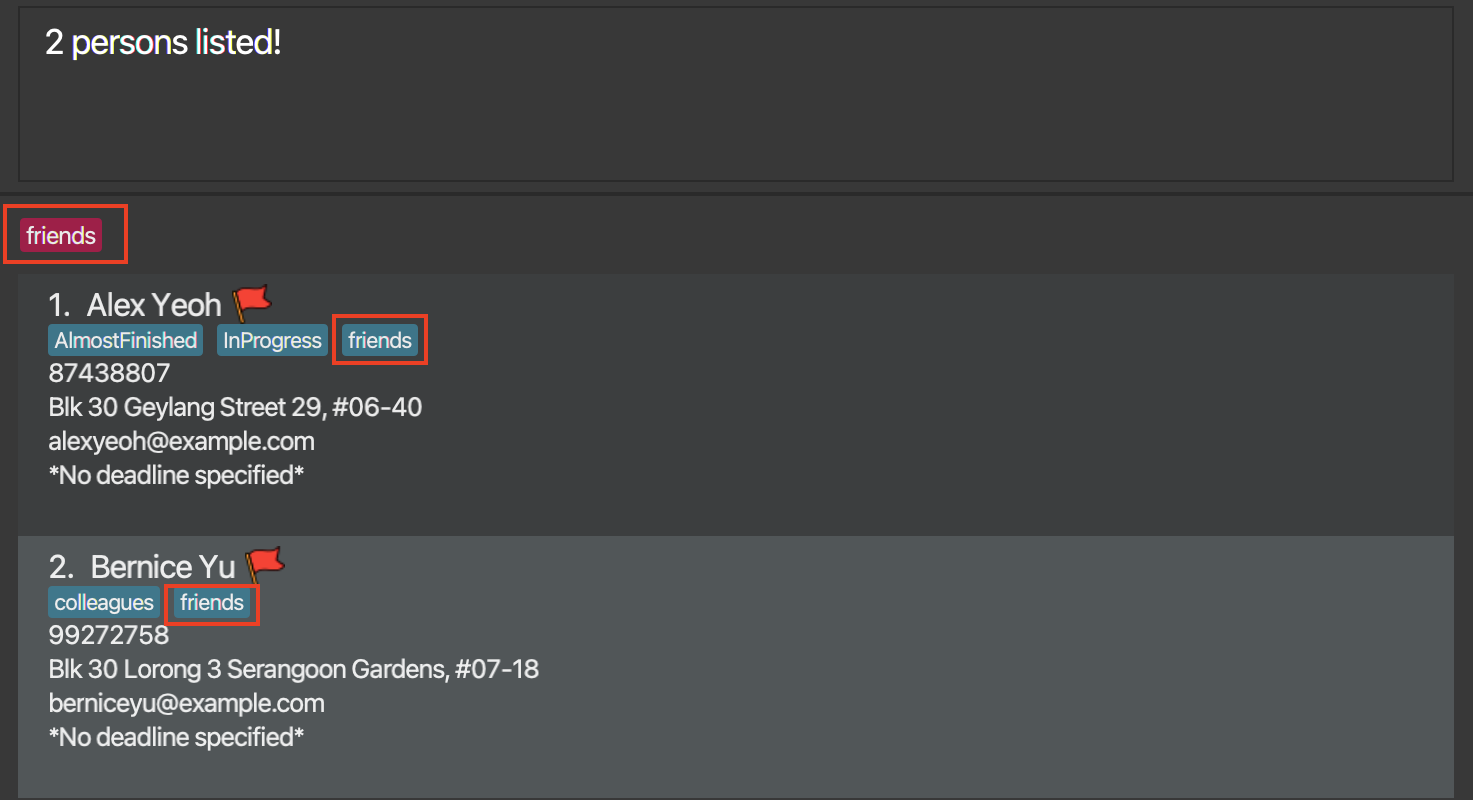 2 persons listed!
friends
1. Alex Yeoh
AlmostFinished InProgress friends
87438807
Blk 30 Geylang Street 29, #06-40
alexyeoh@example.com
*No deadline specified*
2. Bernice Yu
colleagues friends
99272758
Blk 30 Lorong 3 Serangoon Gardens, #07-18
berniceyu@example.com
*No deadline specified*